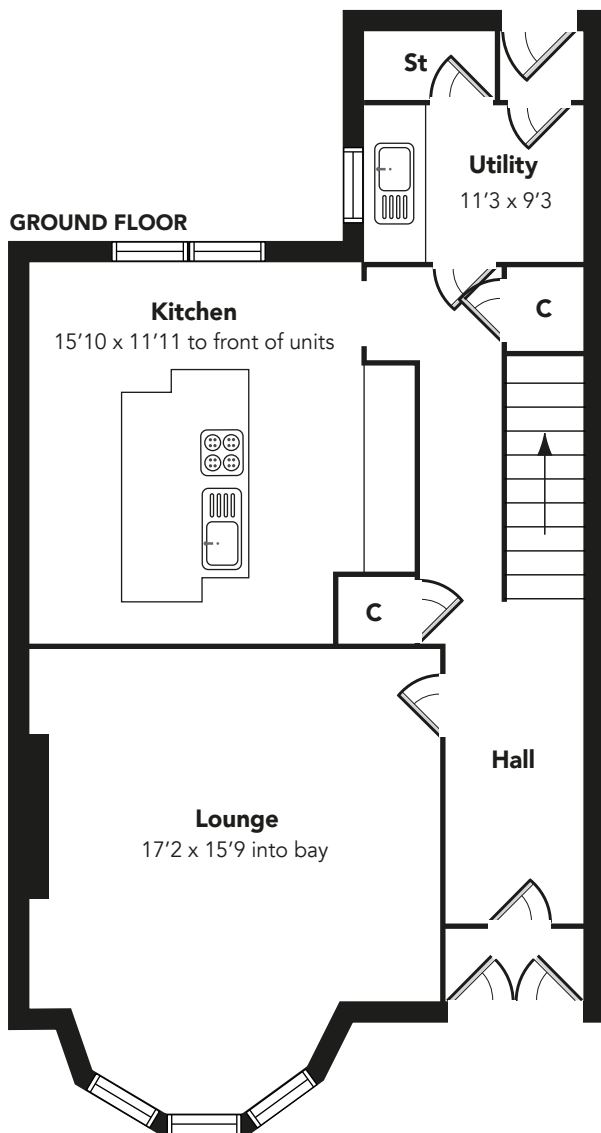 St
Utility
11'3 x 9'3
GROUND FLOOR
Kitchen
15'10 x 11'11 to front of units
C
C
Hall
Lounge
17'2 x 15'9 into bay